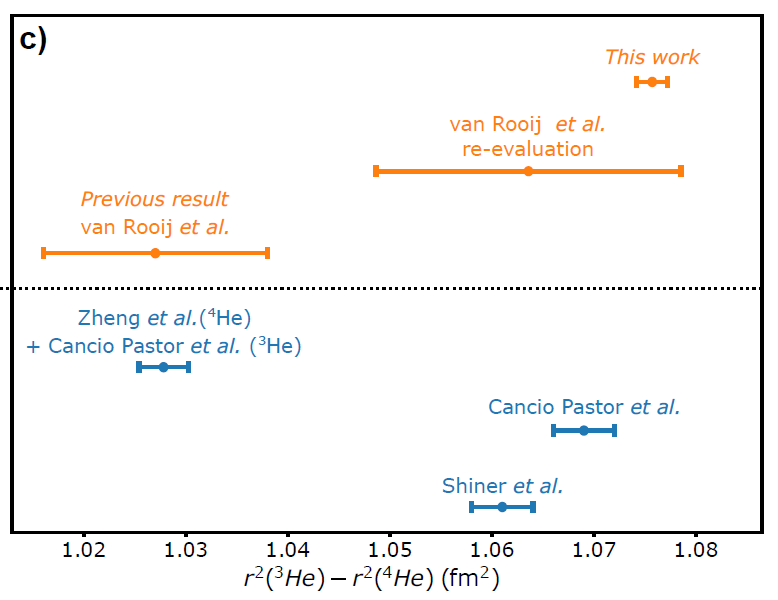 c)
This work
van Rooij et al.
re-evaluation
Previous result
van Rooij et al.
Zheng et al.(⁴He)
+ Cancio Pastor et al. (³He)
Cancio Pastor et al.
Shiner et al.
1.02 1.03 1.04 1.05 1.06 1.07 1.08
r²(³He) − r²(⁴He) (fm²)